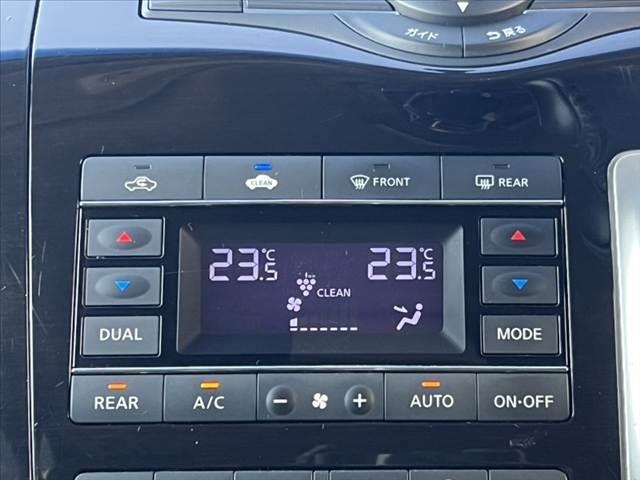 ガイド 戻る
CLEAN FRONT REAR
23.5℃ 23.5℃
CLEAN
DUAL MODE
REAR A/C − + AUTO ON·OFF